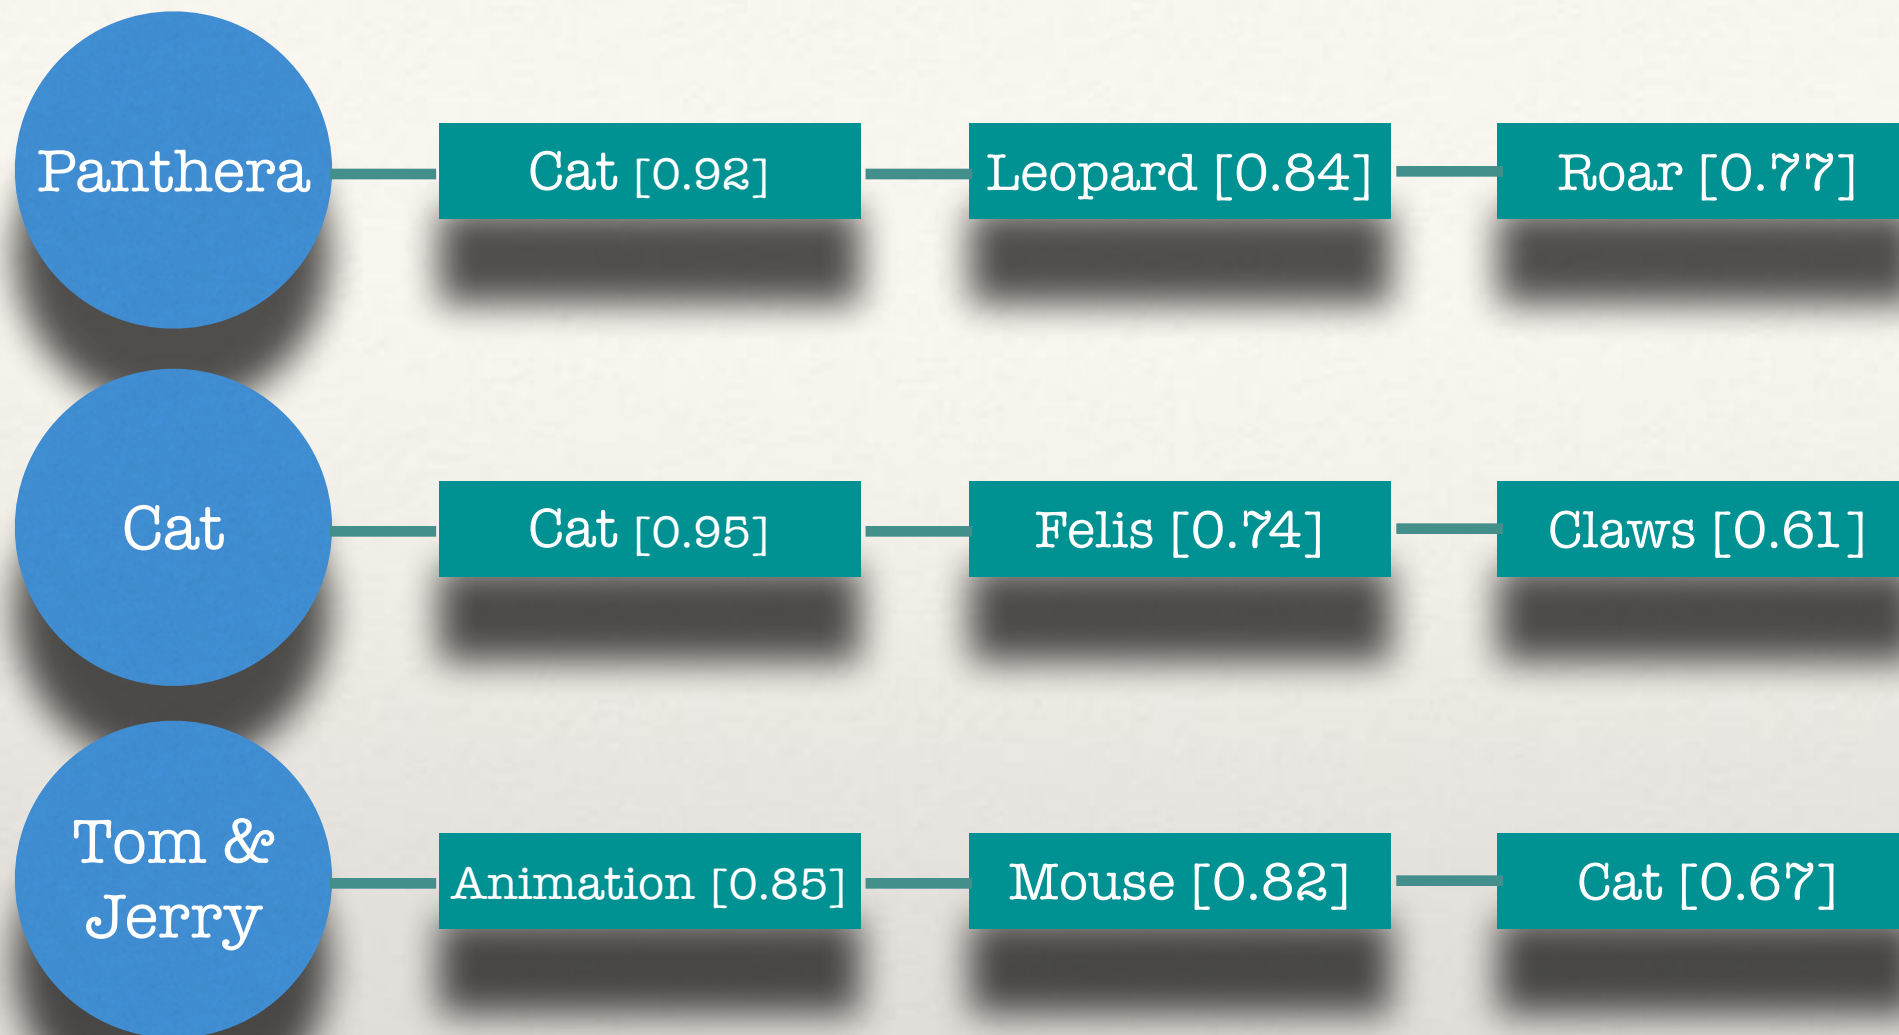 Panthera
Cat [0.92]
Leopard [0.84]
Roar [0.77]
Cat
Cat [0.95]
Felis [0.74]
Claws [0.61]
Tom &
Jerry
Animation [0.85]
Mouse [0.82]
Cat [0.67]